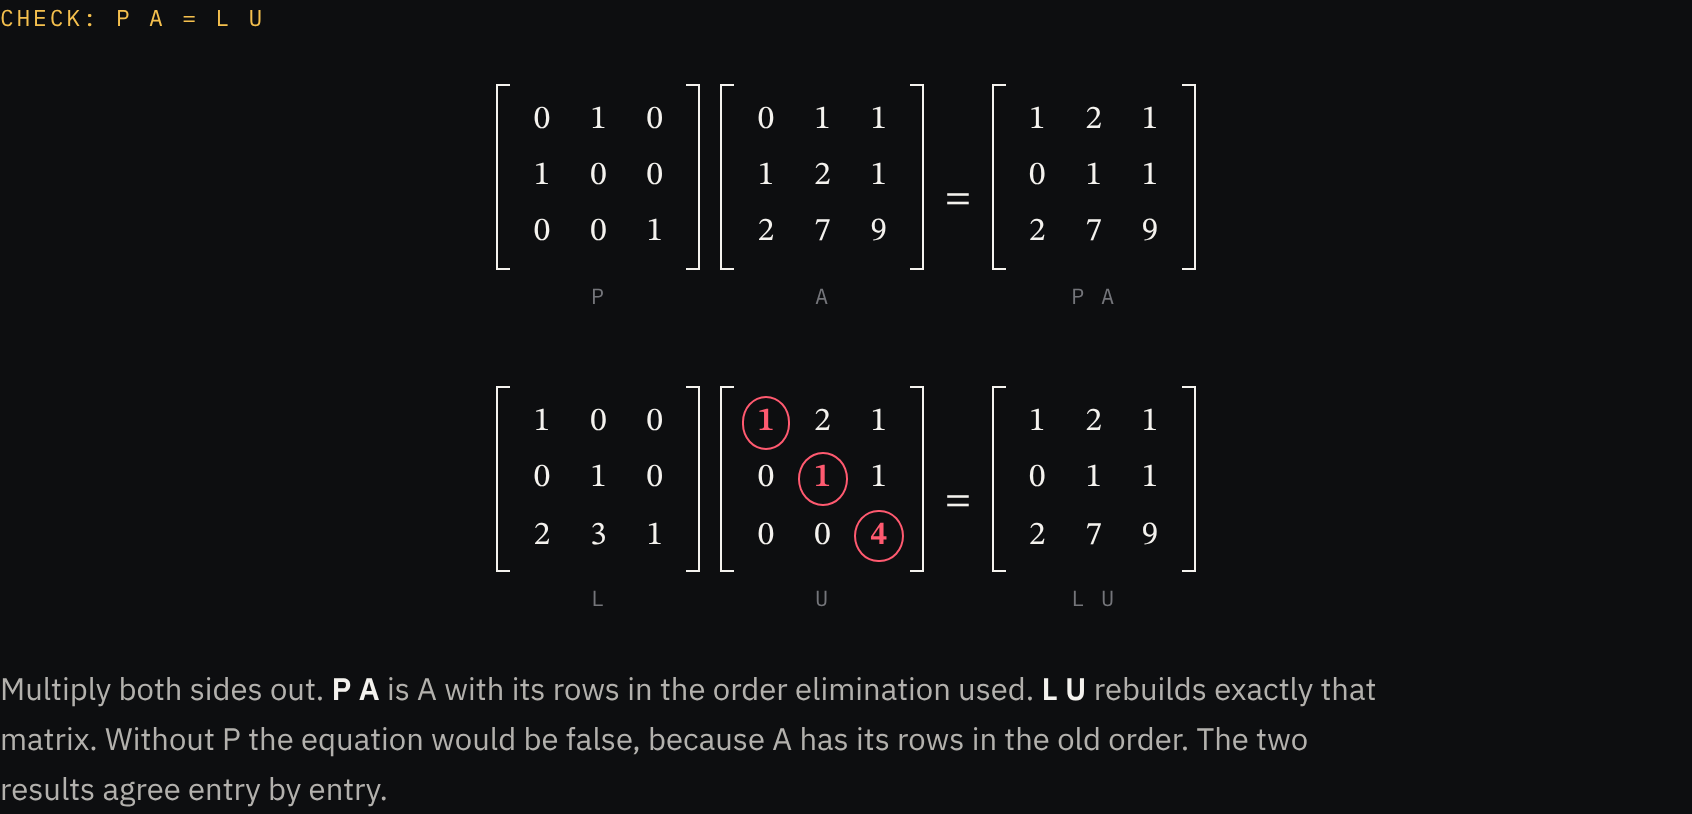 CHECK: P A = L U
0 1 0 0 1 1 1 2 1
1 0 0 1 2 1 = 0 1 1
0 0 1 2 7 9 2 7 9
P A P A
1 0 0 1 2 1 1 2 1
0 1 0 0 1 1 = 0 1 1
2 3 1 0 0 4 2 7 9
L U L U
Multiply both sides out. P A is A with its rows in the order elimination used. L U rebuilds exactly that
matrix. Without P the equation would be false, because A has its rows in the old order. The two
results agree entry by entry.